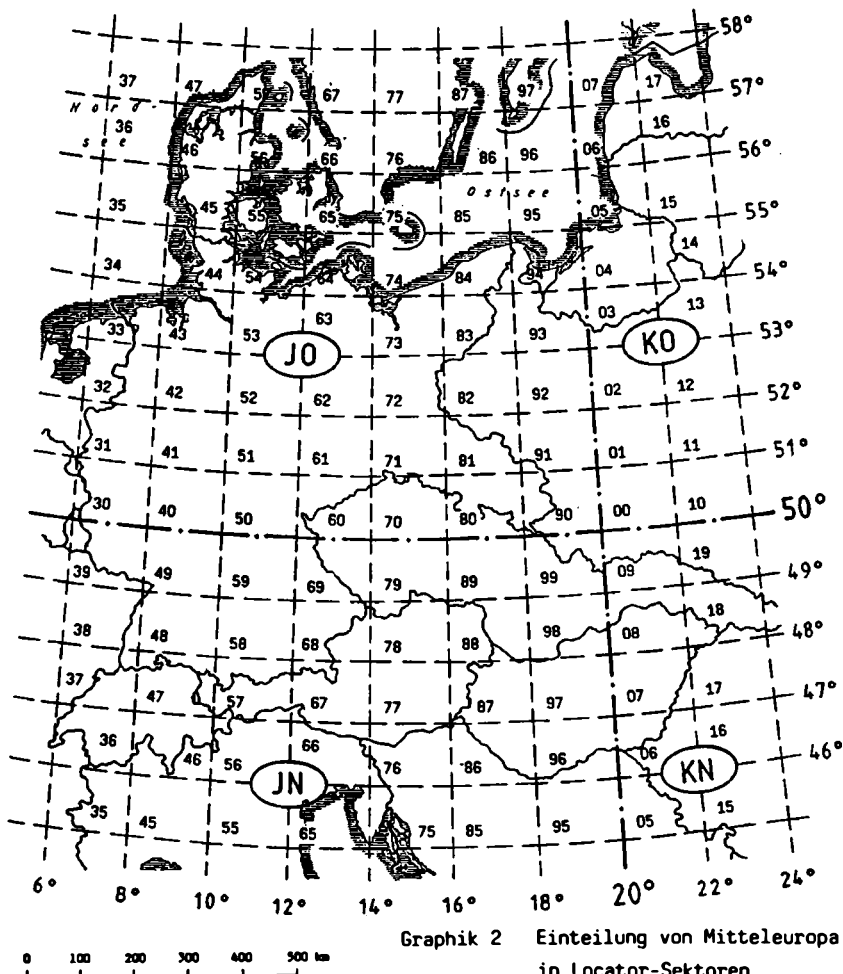 58°
37 47 67 77 87 97 07 17 57°
Nord
see
36 46 56 66 76 86 96 06 16 56°
Ostsee
35 45 55 65 75 85 95 05 15 55°
34 44 54 64 74 84 94 04 14 54°
33 43 53 63 73 83 93 03 13 53°
JO KO
32 42 52 62 72 82 92 02 12 52°
31 41 51 61 71 81 91 01 11 51°
30 40 50 60 70 80 90 00 10 50°
39 49 59 69 79 89 99 09 19 49°
38 48 58 68 78 88 98 08 18 48°
37 47 57 67 77 87 97 07 17 47°
36 46 56 66 76 86 96 06 16 46°
JN KN
35 45 55 65 75 85 95 05 15
6° 8° 10° 12° 14° 16° 18° 20° 22° 24°
Graphik 2 Einteilung von Mitteleuropa
in Locator-Sektoren
0 100 200 300 400 500 km